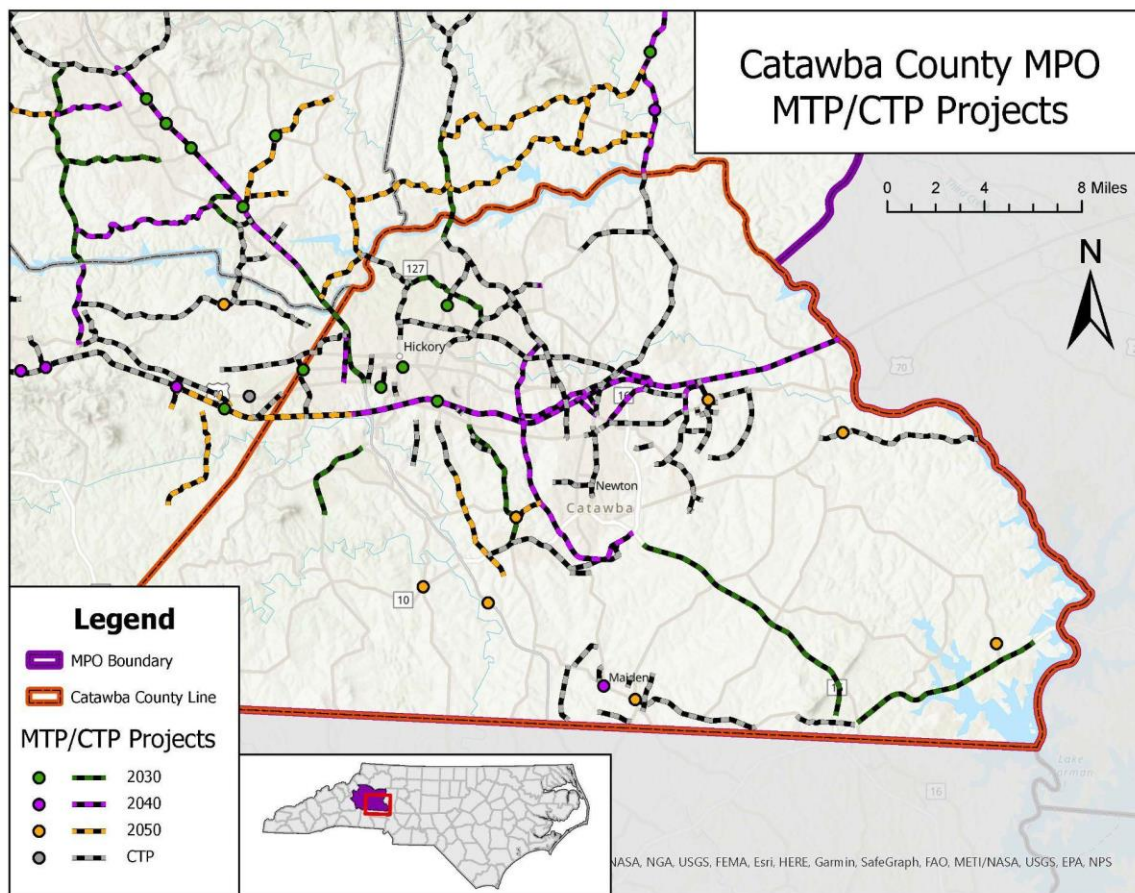 Catawba County MPO
MTP/CTP Projects
0 2 4 8 Miles
N
127
Hickory
70
16
Newton
Catawba
10
Maiden
16
Legend
MPO Boundary
Catawba County Line
MTP/CTP Projects
2030
2040
2050
CTP
NASA, NGA, USGS, FEMA, Esri, HERE, Garmin, SafeGraph, FAO, METI/NASA, USGS, EPA, NPS